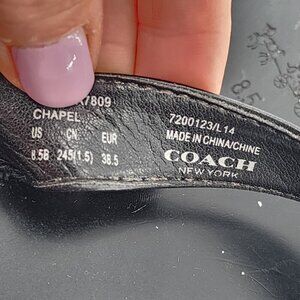 7809
CHAPEL
US CN EUR
8.5B 245(1.5) 38.5
7200123/L14
MADE IN CHINA/CHINE
COACH
NEW YORK